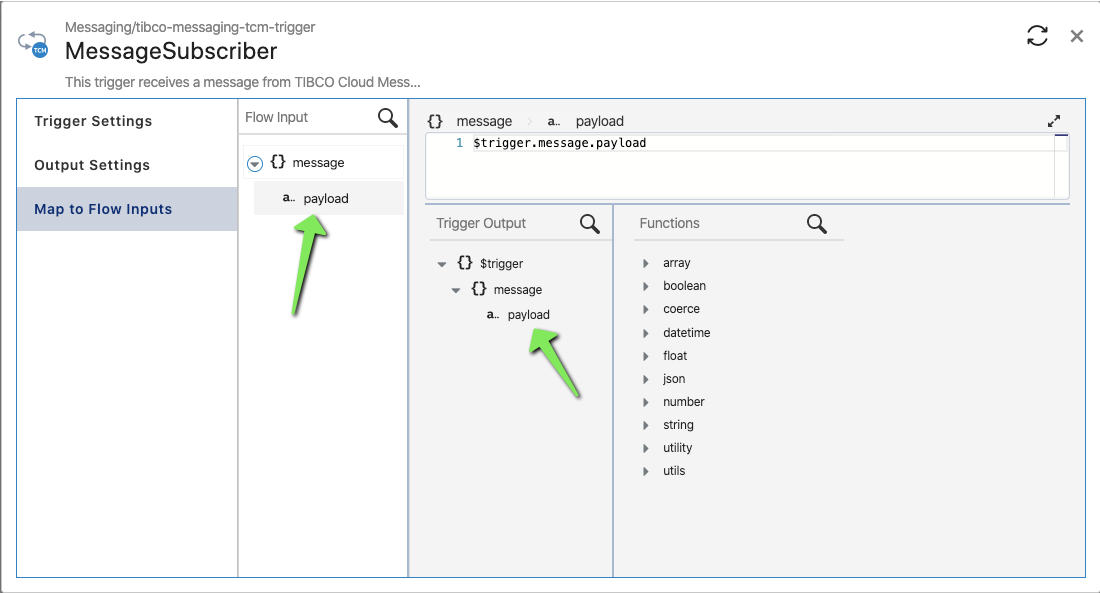 Messaging/tibco-messaging-tcm-trigger
TCM
MessageSubscriber
This trigger receives a message from TIBCO Cloud Mess...
Trigger Settings
Output Settings
Map to Flow Inputs
Flow Input
{} message
a.. payload
{} message a.. payload
1 $trigger.message.payload
Trigger Output
{} $trigger
{} message
a.. payload
Functions
array
boolean
coerce
datetime
float
json
number
string
utility
utils